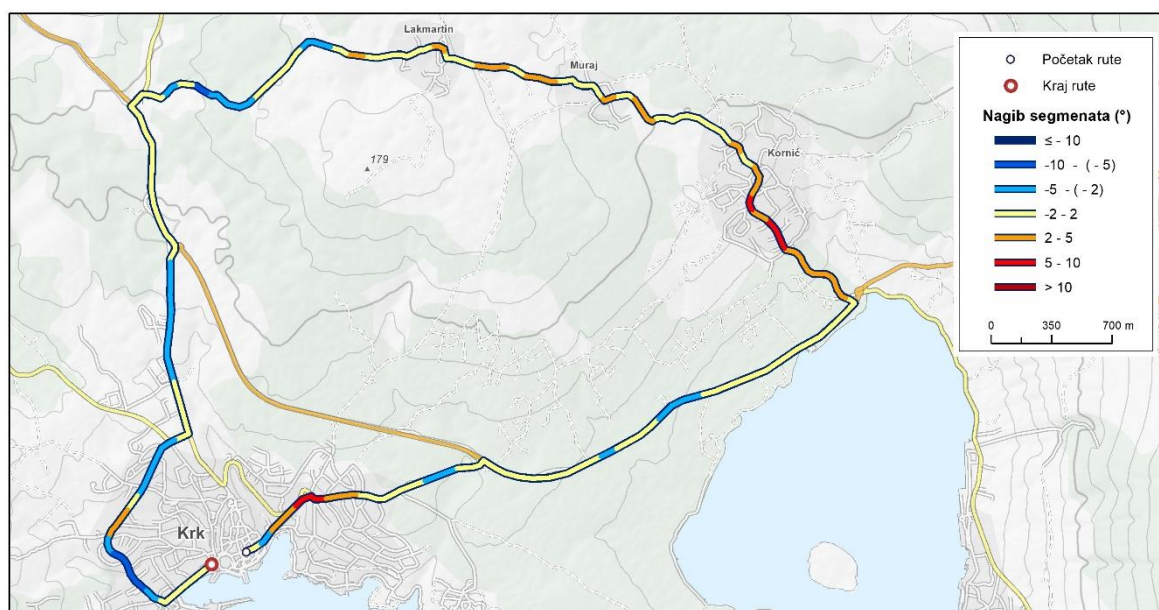 Lakmartin
Muraj
179
Kornić
Krk
Početak rute
Kraj rute
Nagib segmenata (°)
≤ - 10
-10 - ( - 5)
-5 - ( - 2)
-2 - 2
2 - 5
5 - 10
> 10
0 350 700 m